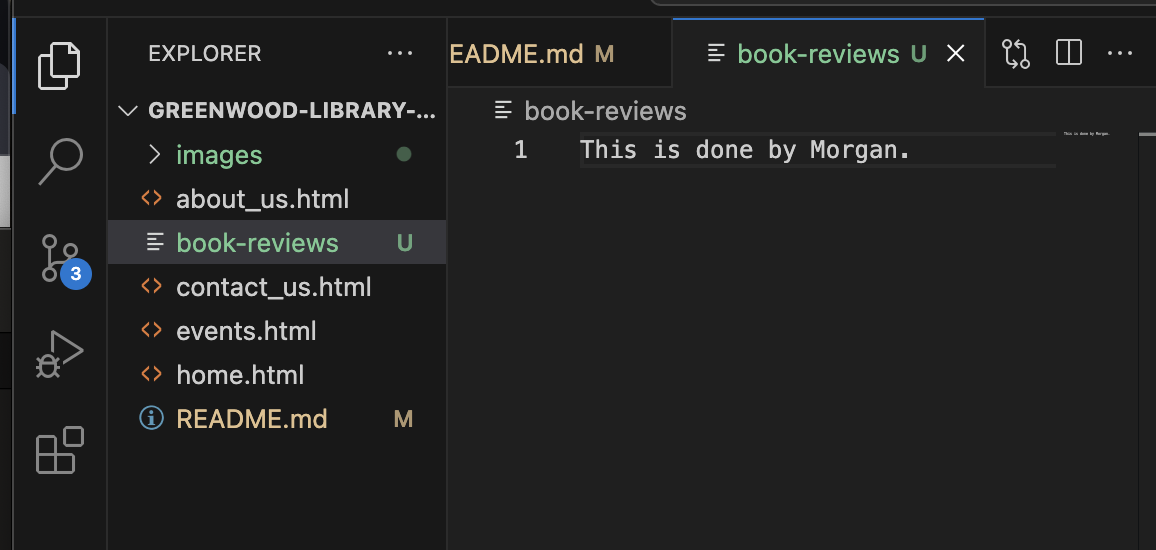 EXPLORER
GREENWOOD-LIBRARY-...
images
about_us.html
book-reviews U
contact_us.html
events.html
home.html
README.md M
3
EADME.md M
book-reviews U
book-reviews
1 This is done by Morgan.
This is done by Morgan.